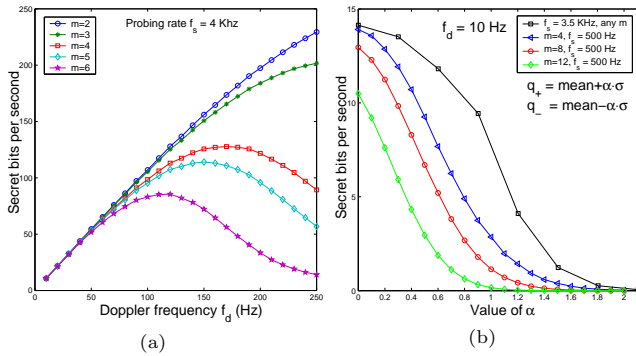 m=2
m=3
m=4
m=5
m=6
Probing rate f_s = 4 Khz
Secret bits per second
250
200
150
100
50
0
0 50 100 150 200 250
Doppler frequency f_d (Hz)
(a)
f_d = 10 Hz
f_s = 3.5 KHz, any m
m=4, f_s = 500 Hz
m=8, f_s = 500 Hz
m=12, f_s = 500 Hz
q_+ = mean+α·σ
q_− = mean−α·σ
Secret bits per second
15
10
5
0
0 0.2 0.4 0.6 0.8 1.0 1.2 1.4 1.6 1.8 2
Value of α
(b)